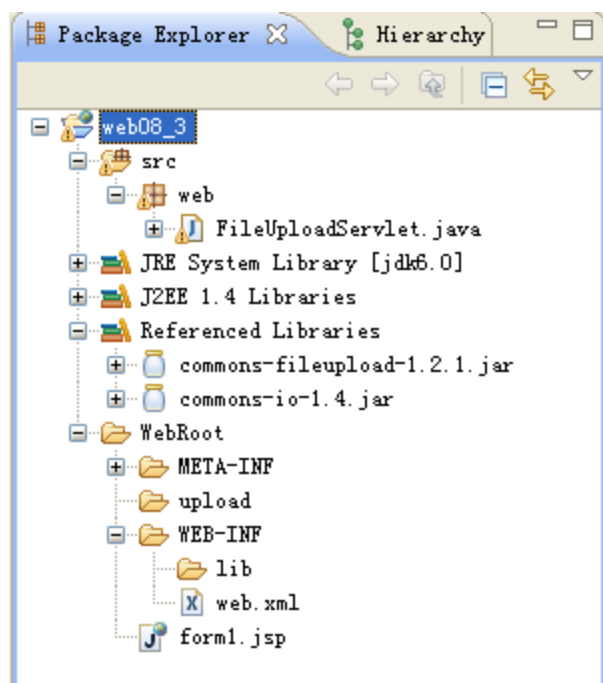 Package Explorer Hierarchy
web08_3
src
web
FileUploadServlet.java
JRE System Library [jdk6.0]
J2EE 1.4 Libraries
Referenced Libraries
commons-fileupload-1.2.1.jar
commons-io-1.4.jar
WebRoot
META-INF
upload
WEB-INF
lib
web.xml
form1.jsp